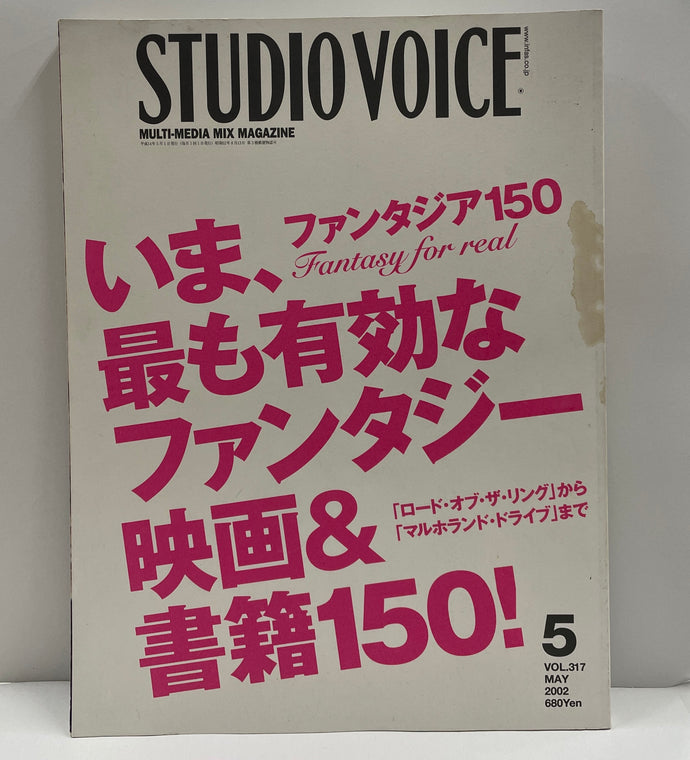 STUDIO VOICE
www.infas.co.jp
MULTI-MEDIA MIX MAGAZINE
ファンタジア150
Fantasy for real
いま、
最も有効な
ファンタジー
映画&
「ロード・オブ・ザ・リング」から
「マルホランド・ドライブ」まで
書籍150!
5
VOL.317
MAY
2002
680Yen